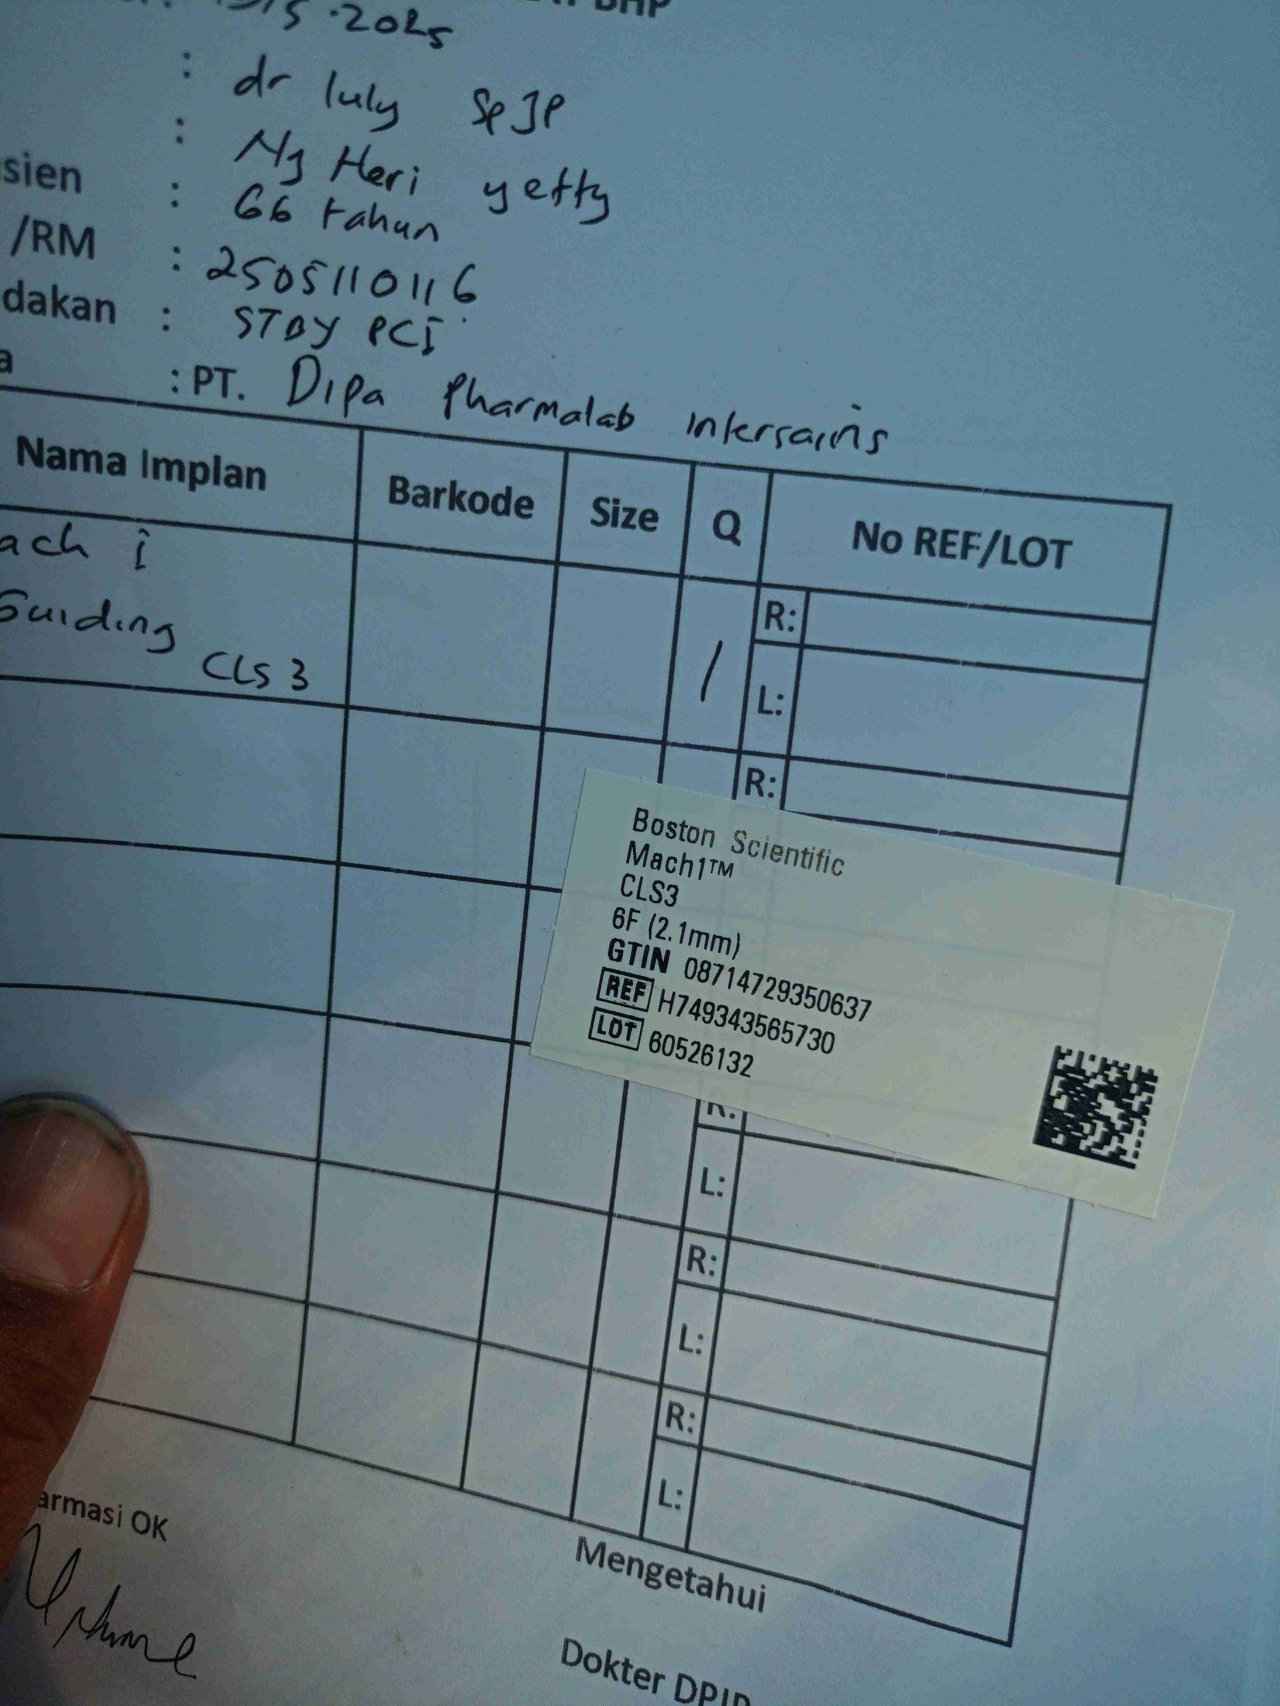 5.2025
: dr luly SpJP
: Ny Heri yetty
sien : 66 tahun
/RM : 2505110116
dakan : STBY PCI
a : PT. Dipa Pharmalab Intersains
Nama Implan Barkode Size Q No REF/LOT
ach i
Guiding
CLS 3
/
R:
L:
R:
Boston Scientific
Mach1™
CLS3
6F (2.1mm)
GTIN 08714729350637
REF H749343565730
LOT 60526132
R:
L:
R:
L:
R:
L:
armasi OK
Mengetahui
Dokter DPJP